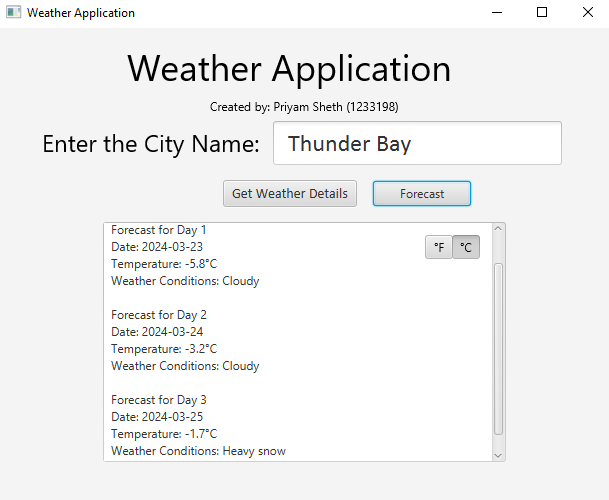 Weather Application
Weather Application
Created by: Priyam Sheth (1233198)
Enter the City Name: Thunder Bay
Get Weather Details Forecast
Forecast for Day 1
°F °C
Date: 2024-03-23
Temperature: -5.8°C
Weather Conditions: Cloudy
Forecast for Day 2
Date: 2024-03-24
Temperature: -3.2°C
Weather Conditions: Cloudy
Forecast for Day 3
Date: 2024-03-25
Temperature: -1.7°C
Weather Conditions: Heavy snow